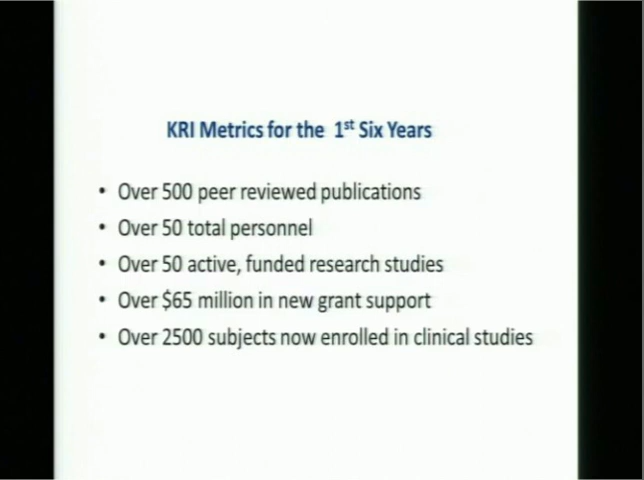 KRI Metrics for the 1st Six Years
• Over 500 peer reviewed publications
• Over 50 total personnel
• Over 50 active, funded research studies
• Over $65 million in new grant support
• Over 2500 subjects now enrolled in clinical studies